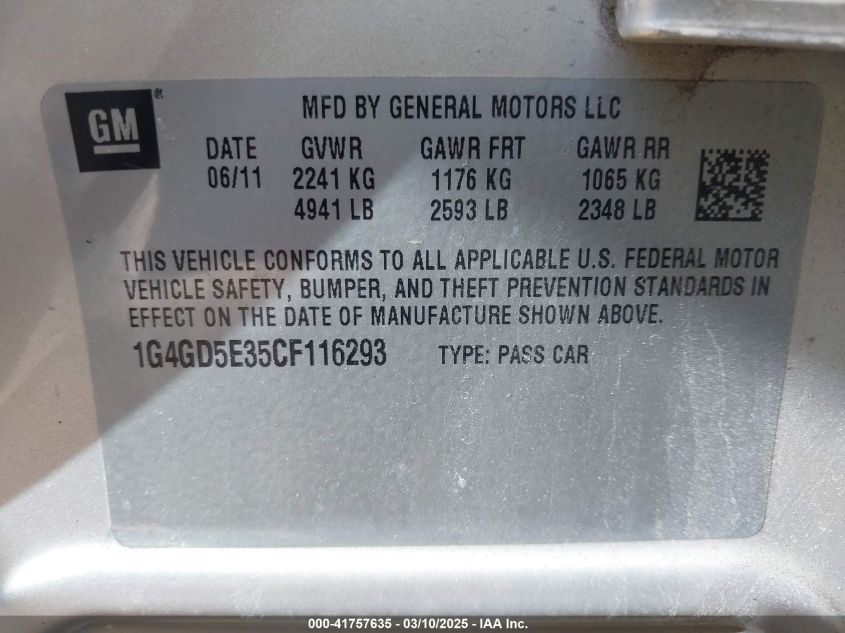 GM®
MFD BY GENERAL MOTORS LLC
DATE GVWR GAWR FRT GAWR RR
06/11 2241 KG 1176 KG 1065 KG
4941 LB 2593 LB 2348 LB
THIS VEHICLE CONFORMS TO ALL APPLICABLE U.S. FEDERAL MOTOR
VEHICLE SAFETY, BUMPER, AND THEFT PREVENTION STANDARDS IN
EFFECT ON THE DATE OF MANUFACTURE SHOWN ABOVE.
1G4GD5E35CF116293 TYPE: PASS CAR
000-41757635 - 03/10/2025 - IAA Inc.